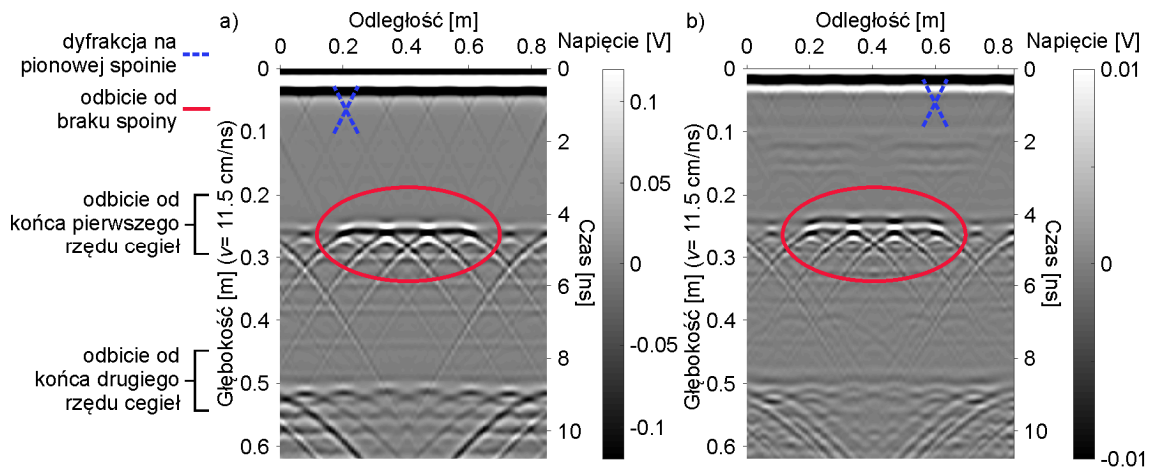 dyfrakcja na
pionowej spoinie
odbicie od
braku spoiny
odbicie od
końca pierwszego
rzędu cegieł
odbicie od
końca drugiego
rzędu cegieł
a)
Odległość [m]
0 0.2 0.4 0.6 0.8
Napięcie [V]
Głębokość [m] (v= 11.5 cm/ns)
0
0.1
0.2
0.3
0.4
0.5
0.6
0
2
4
6
8
10
Czas [ns]
0.1
0.05
0
-0.05
-0.1
b)
Odległość [m]
0 0.2 0.4 0.6 0.8
Napięcie [V]
Głębokość [m] (v= 11.5 cm/ns)
0
0.1
0.2
0.3
0.4
0.5
0.6
0
2
4
6
8
10
Czas [ns]
0.01
0
-0.01